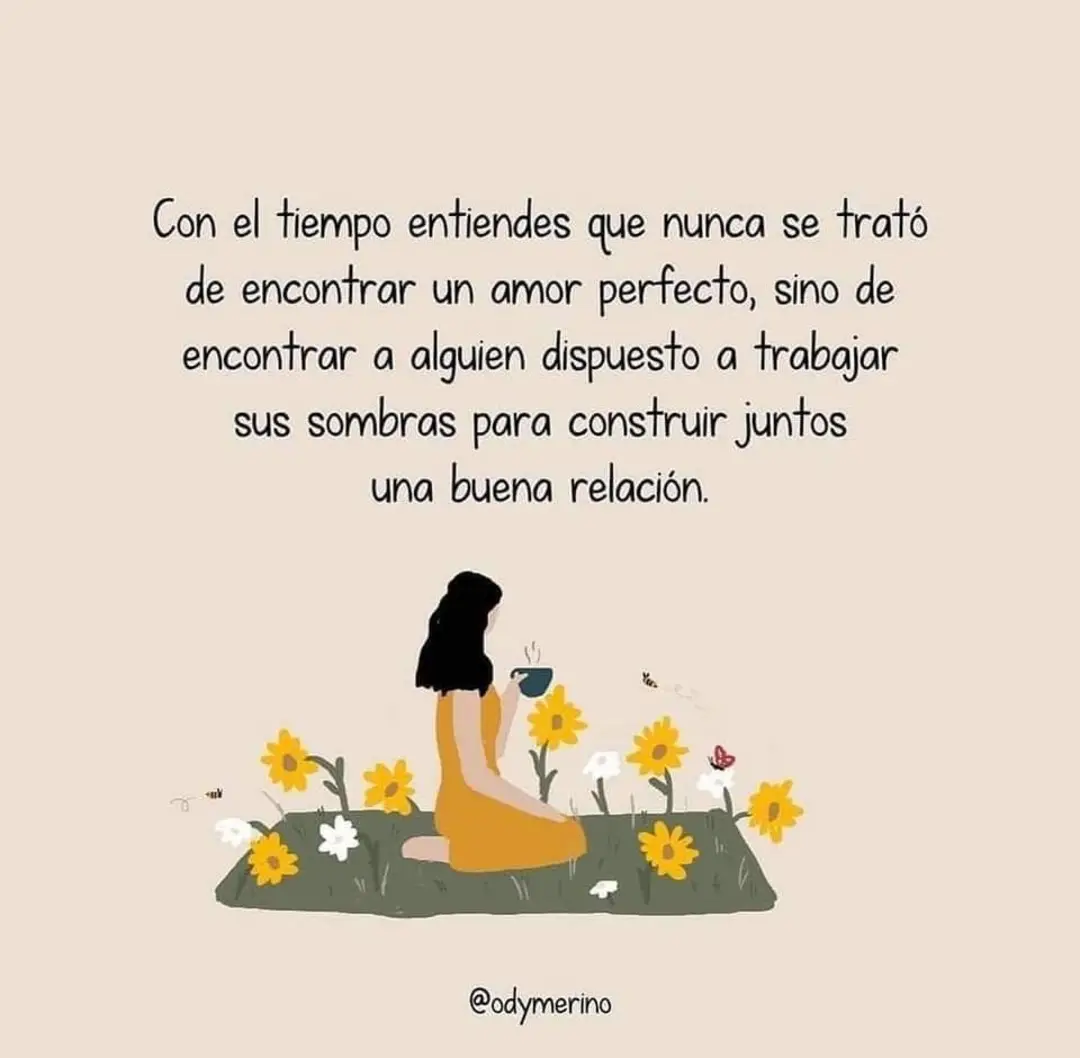 Con el tiempo entiendes que nunca se trató
de encontrar un amor perfecto, sino de
encontrar a alguien dispuesto a trabajar
sus sombras para construir juntos
una buena relación.
@odymerino